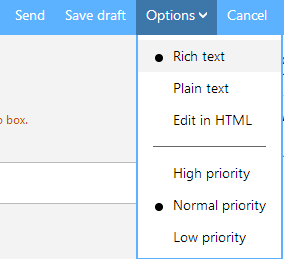 Send Save draft Options Cancel
Rich text
Plain text
box.
Edit in HTML
High priority
Normal priority
Low priority